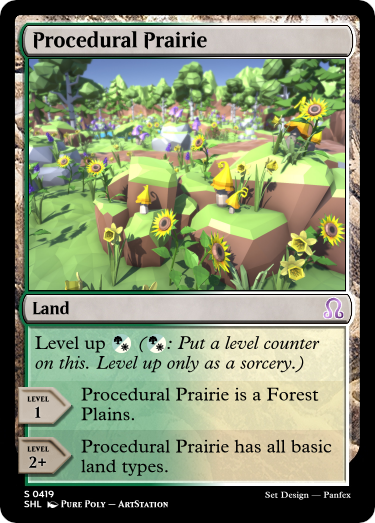 Procedural Prairie
Land
Level up (: Put a level counter
on this. Level up only as a sorcery.)
LEVEL
1
Procedural Prairie is a Forest
Plains.
LEVEL
2+
Procedural Prairie has all basic
land types.
S 0419
SHL Pure Poly — ArtStation
Set Design — Panfex